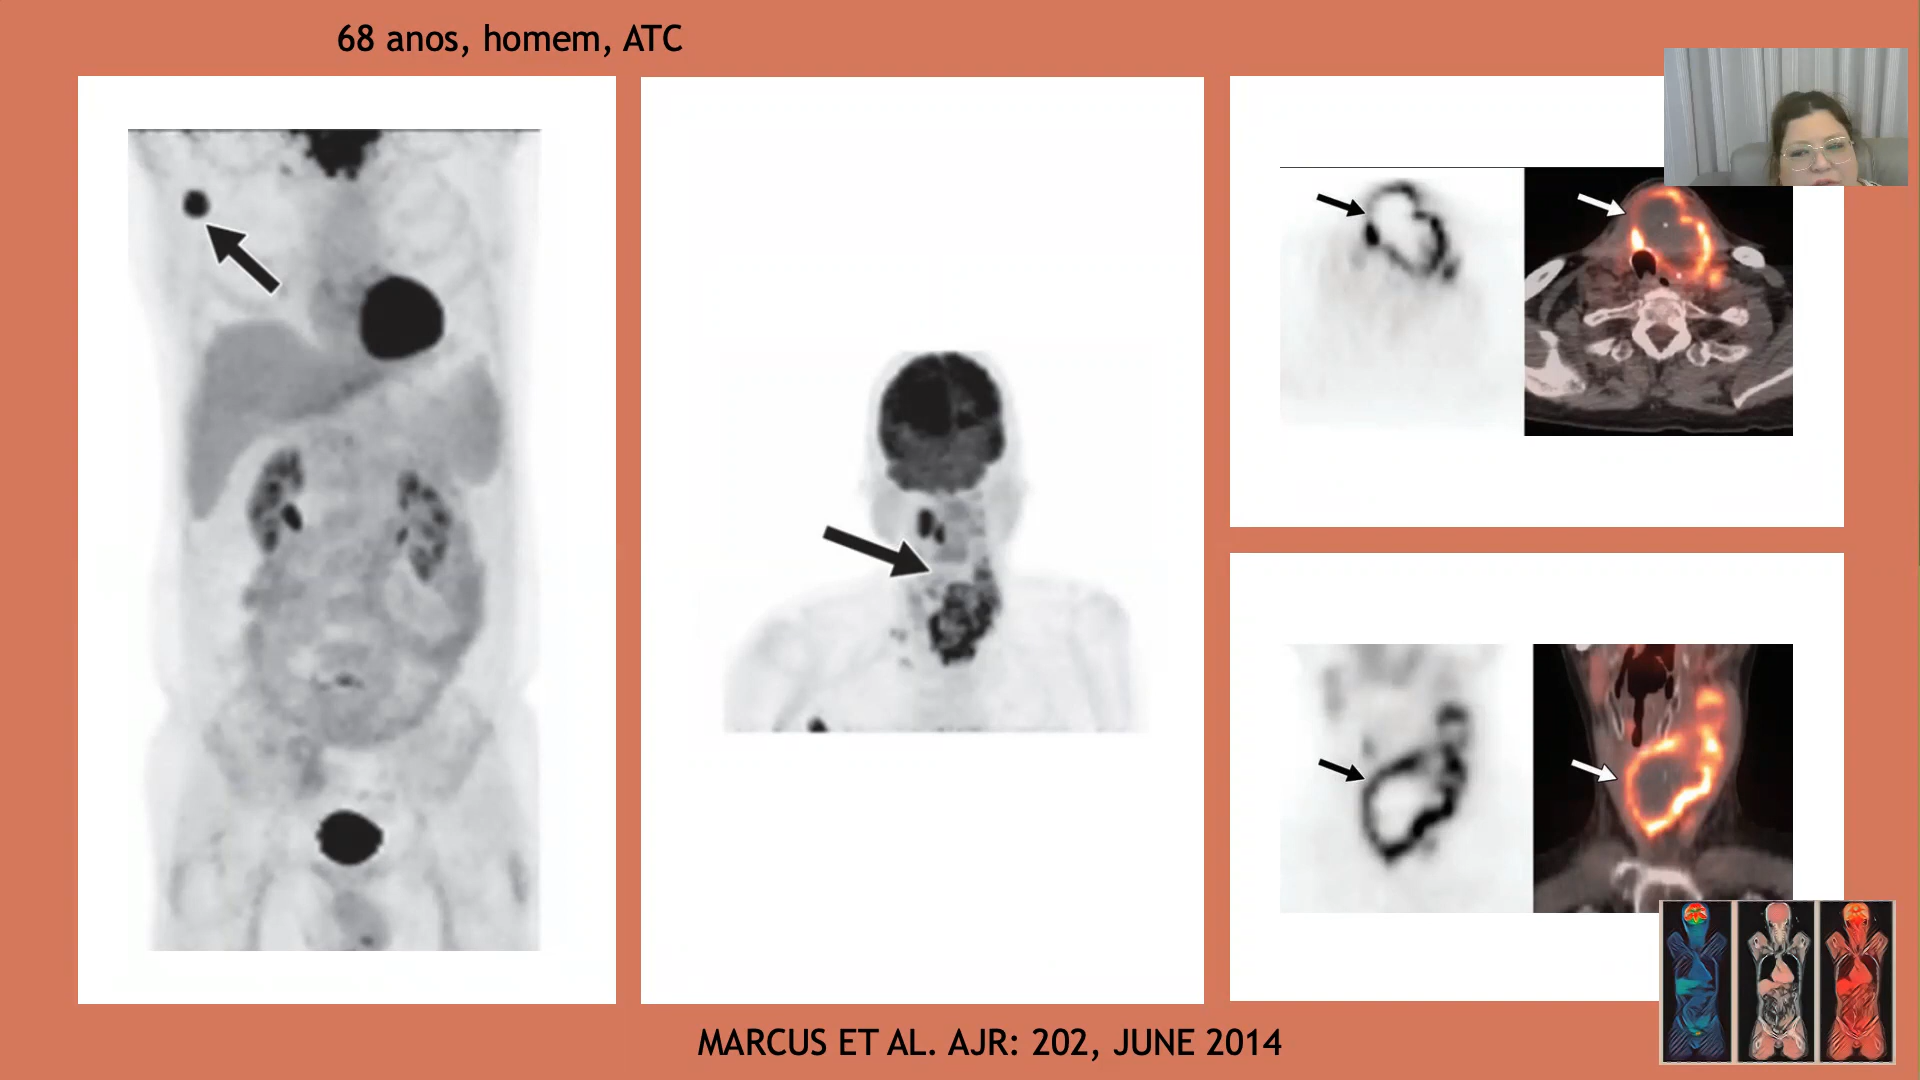 68 anos, homem, ATC
MARCUS ET AL. AJR: 202, JUNE 2014